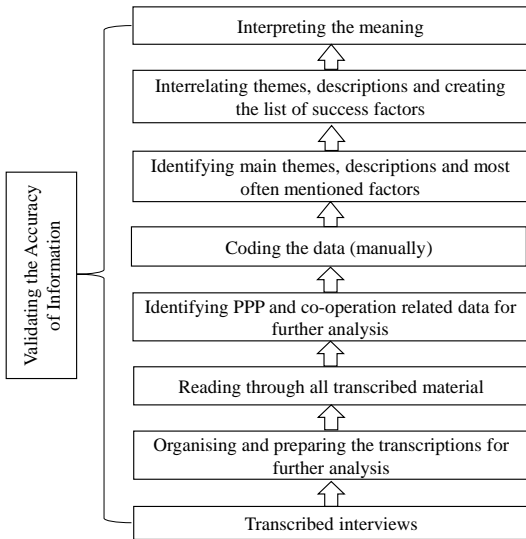 Interpreting the meaning
Interrelating themes, descriptions and creating
the list of success factors
Identifying main themes, descriptions and most
often mentioned factors
Validating the Accuracy
of Information
Coding the data (manually)
Identifying PPP and co-operation related data for
further analysis
Reading through all transcribed material
Organising and preparing the transcriptions for
further analysis
Transcribed interviews